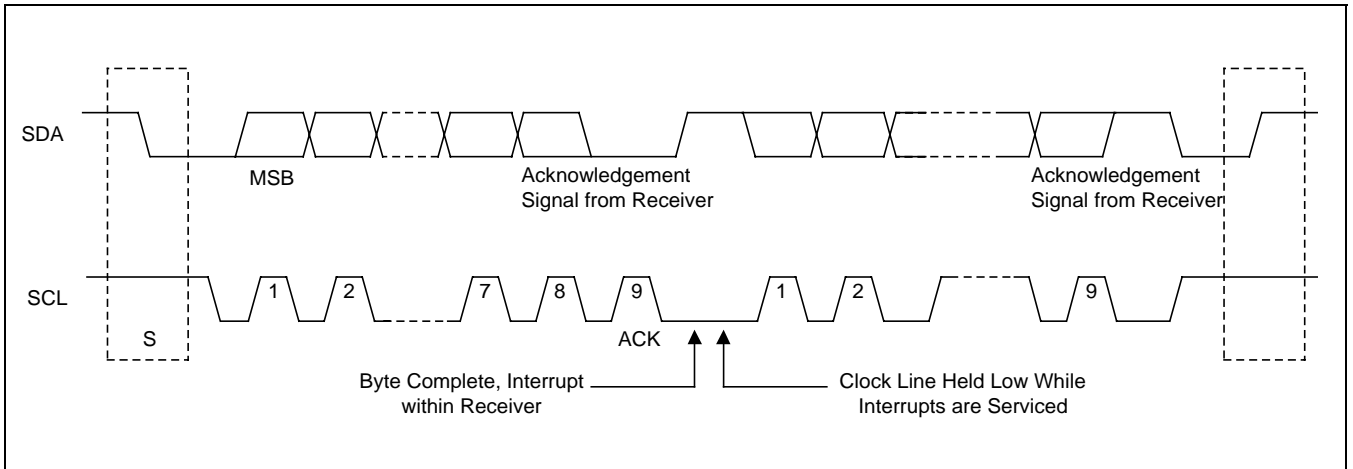 SDA
MSB
Acknowledgement
Signal from Receiver
Acknowledgement
Signal from Receiver
SCL
1
2
7
8
9
1
2
9
S
ACK
Byte Complete, Interrupt
within Receiver
Clock Line Held Low While
Interrupts are Serviced